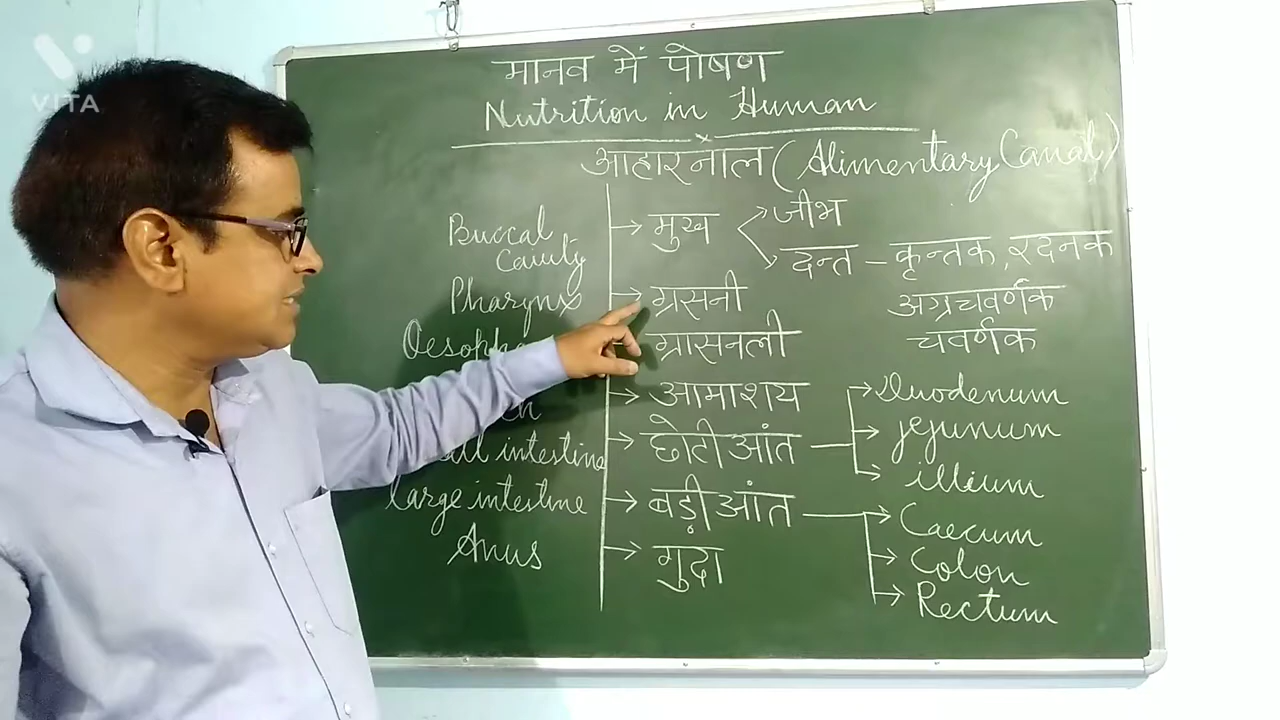 VITA
मानव में पोषण
Nutrition in Human
आहारनाल (Alimentary Canal)
Buccal Cavity → मुख → जीभ
→ दन्त – कृन्तक, रदनक
अग्रचवर्णक
चवर्णक
Pharynx → ग्रसनी
ग्रासनली
→ आमाशय
intestine → छोटीआंत → Duodenum
→ jejunum
→ illium
large intestine → बड़ीआंत → Caecum
→ Colon
→ Rectum
Anus → गुदा